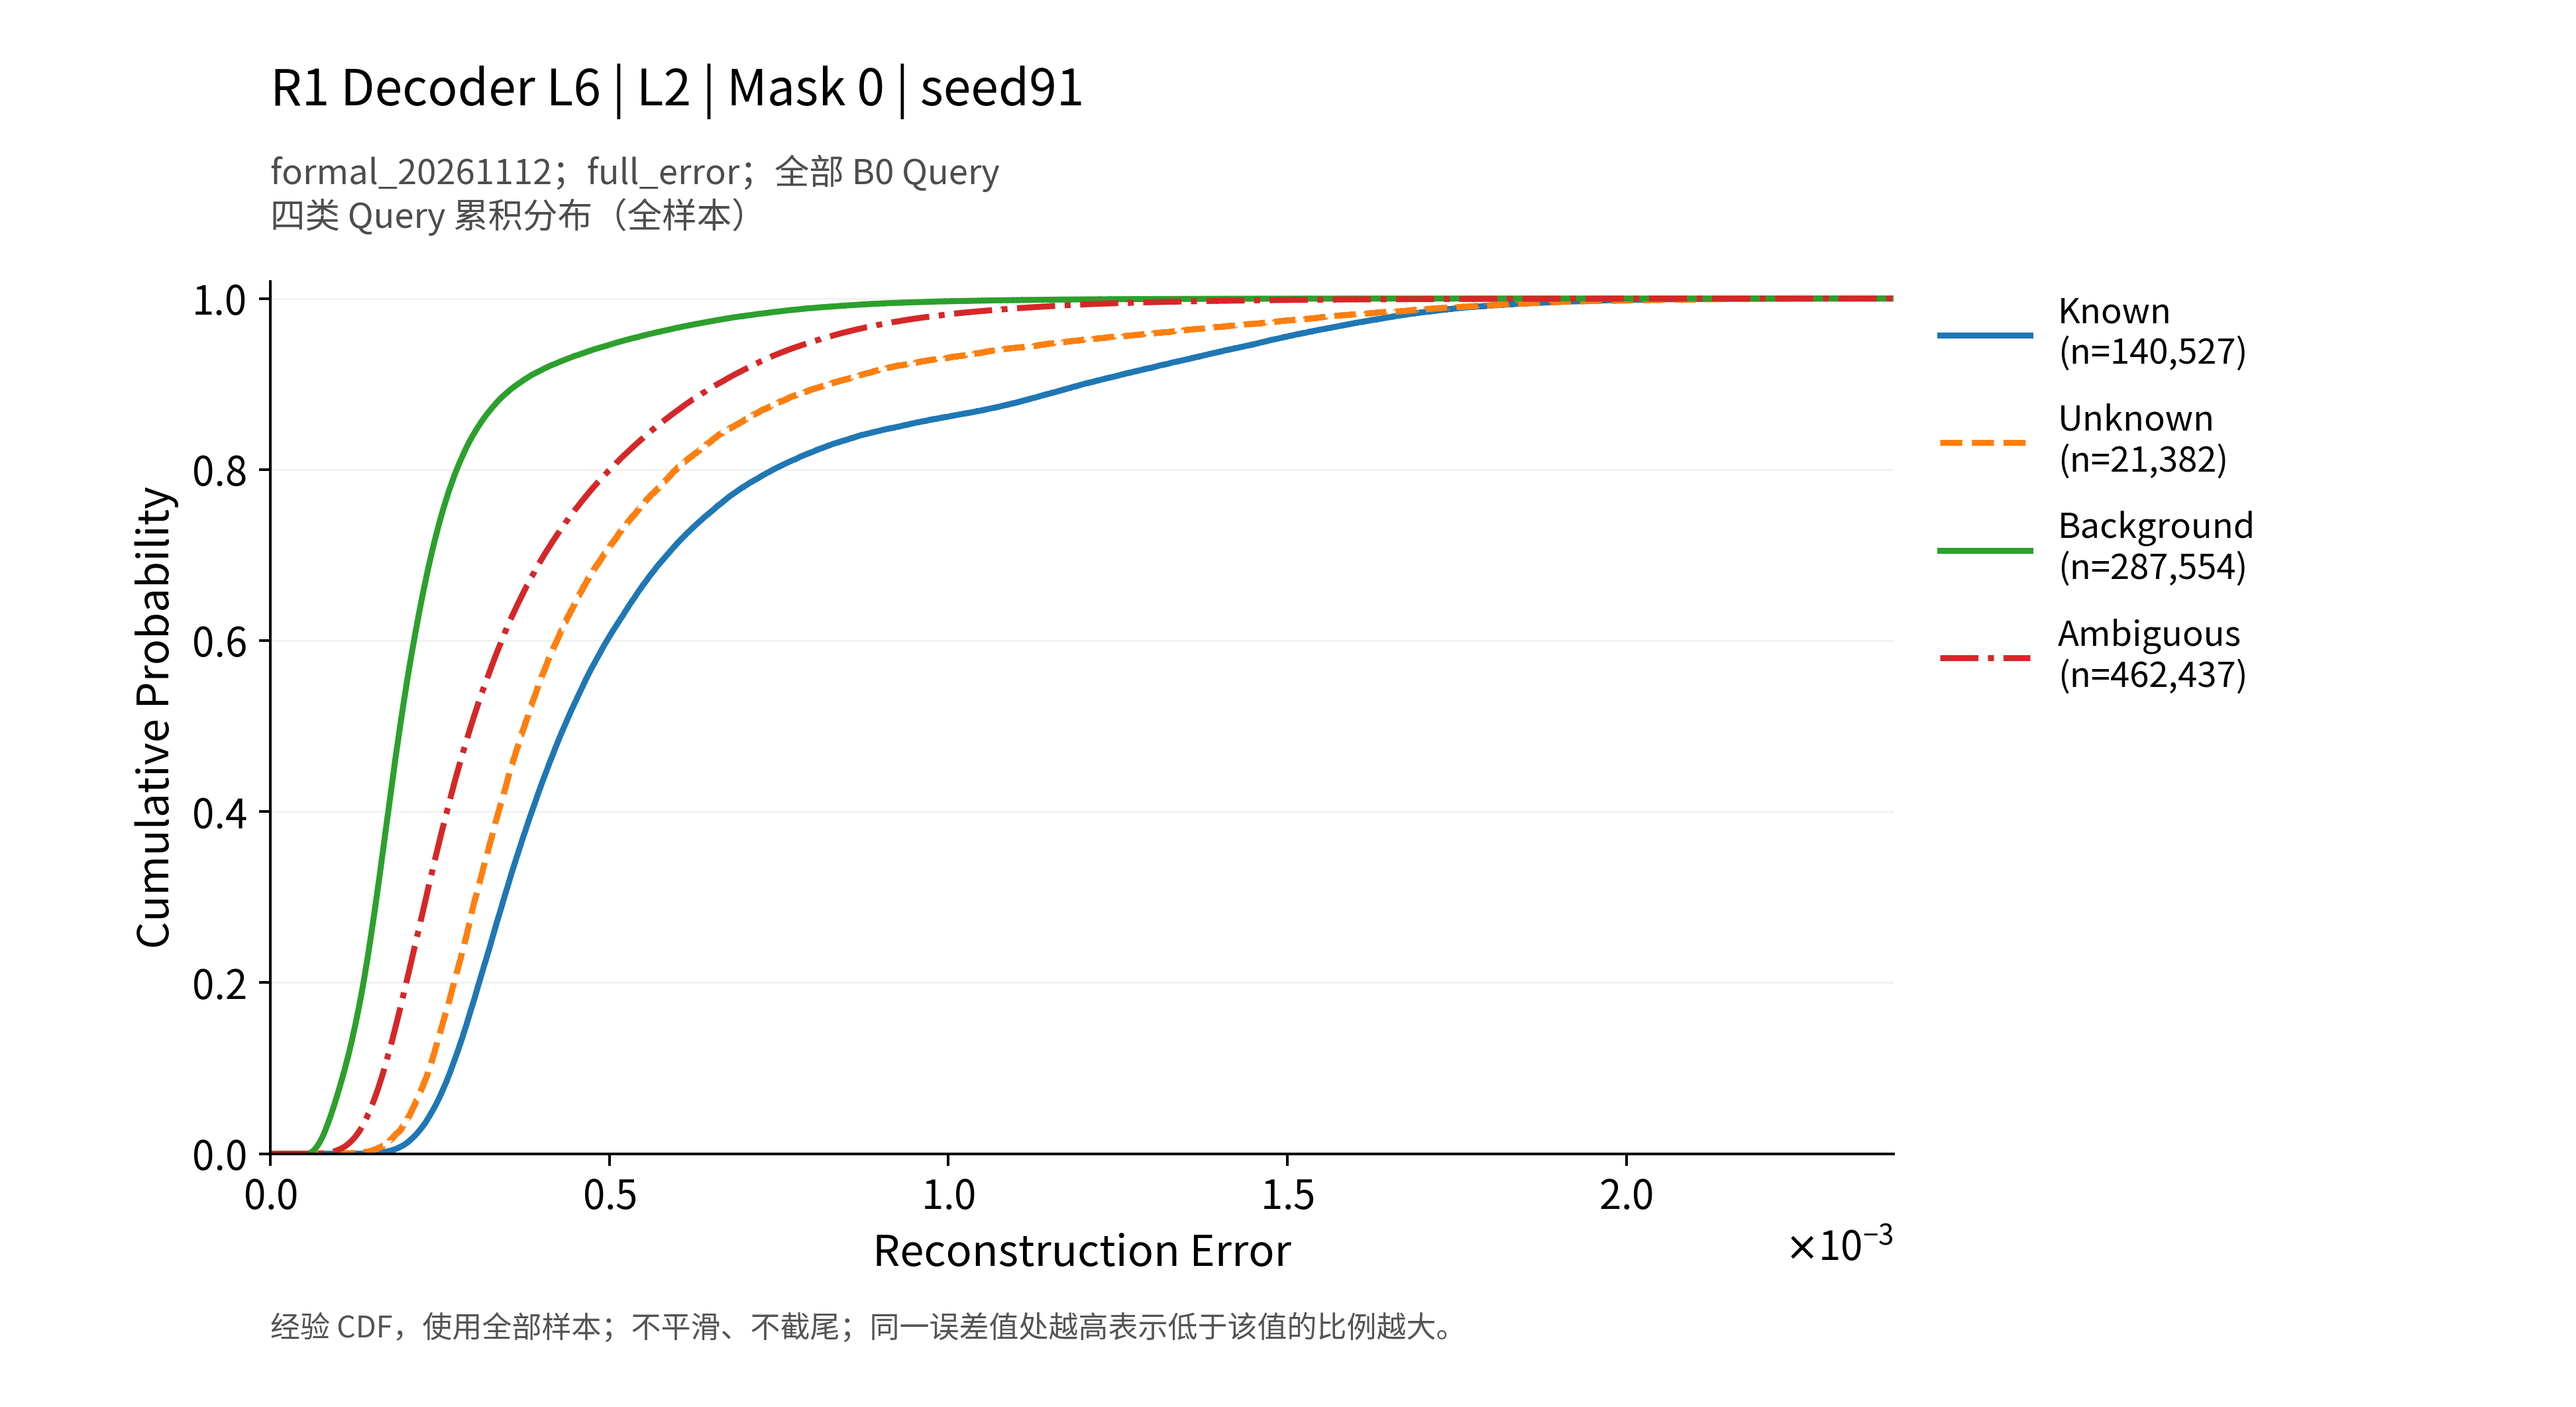 R1 Decoder L6 | L2 | Mask 0 | seed91
formal_20261112；full_error；全部 B0 Query
四类 Query 累积分布（全样本）
1.0
0.8
0.6
0.4
0.2
0.0
Cumulative Probability
0.0 0.5 1.0 1.5 2.0
Reconstruction Error
×10⁻³
Known
(n=140,527)
Unknown
(n=21,382)
Background
(n=287,554)
Ambiguous
(n=462,437)
经验 CDF，使用全部样本；不平滑、不截尾；同一误差值处越高表示低于该值的比例越大。